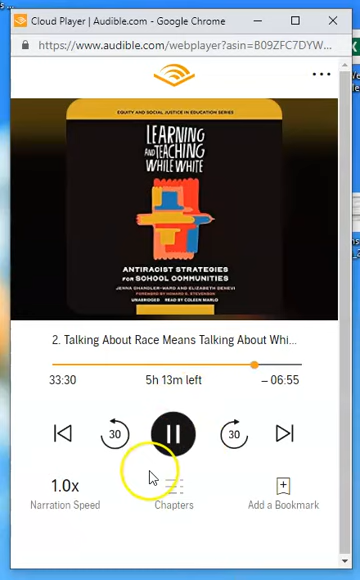 Cloud Player | Audible.com - Google Chrome
https://www.audible.com/webplayer?asin=B09ZFC7DYW...
EQUITY AND SOCIAL JUSTICE IN EDUCATION SERIES
LEARNING
AND TEACHING
WHILE WHITE
ANTIRACIST STRATEGIES
FOR SCHOOL COMMUNITIES
JENNA CHANDLER-WARD AND ELIZABETH DENEVI
FOREWORD BY HOWARD C. STEVENSON
UNABRIDGED READ BY COLEEN MARLO
2. Talking About Race Means Talking About Whi...
33:30 5h 13m left – 06:55
30 30
1.0x
Narration Speed Chapters Add a Bookmark